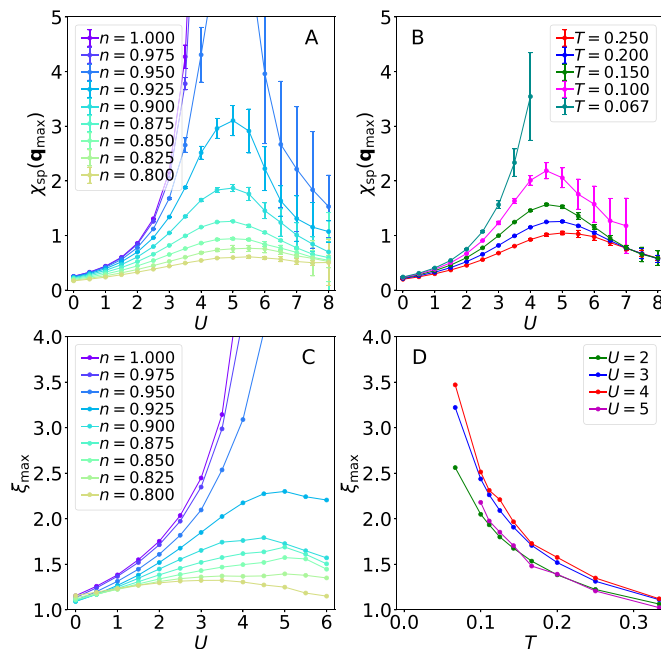 A
n = 1.000
n = 0.975
n = 0.950
n = 0.925
n = 0.900
n = 0.875
n = 0.850
n = 0.825
n = 0.800
5
4
3
2
1
0
χsp(qmax)
0 1 2 3 4 5 6 7 8
U
B
T = 0.250
T = 0.200
T = 0.150
T = 0.100
T = 0.067
5
4
3
2
1
0
χsp(qmax)
0 1 2 3 4 5 6 7 8
U
C
n = 1.000
n = 0.975
n = 0.950
n = 0.925
n = 0.900
n = 0.875
n = 0.850
n = 0.825
n = 0.800
4.0
3.5
3.0
2.5
2.0
1.5
1.0
ξmax
0 1 2 3 4 5 6
U
D
U = 2
U = 3
U = 4
U = 5
4.0
3.5
3.0
2.5
2.0
1.5
1.0
ξmax
0.0 0.1 0.2 0.3
T